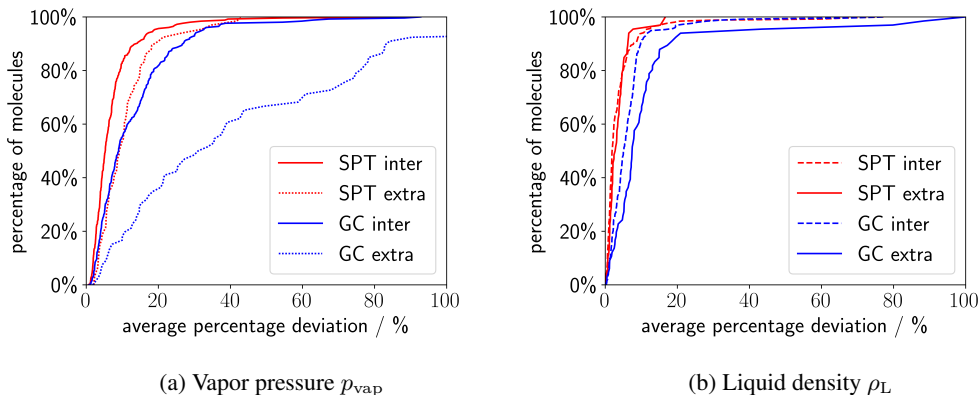 100%
80%
60%
40%
20%
0%
percentage of molecules
SPT inter
SPT extra
GC inter
GC extra
0 20 40 60 80 100
average percentage deviation / %
(a) Vapor pressure pvap
100%
80%
60%
40%
20%
0%
percentage of molecules
SPT inter
SPT extra
GC inter
GC extra
0 20 40 60 80 100
average percentage deviation / %
(b) Liquid density ρL